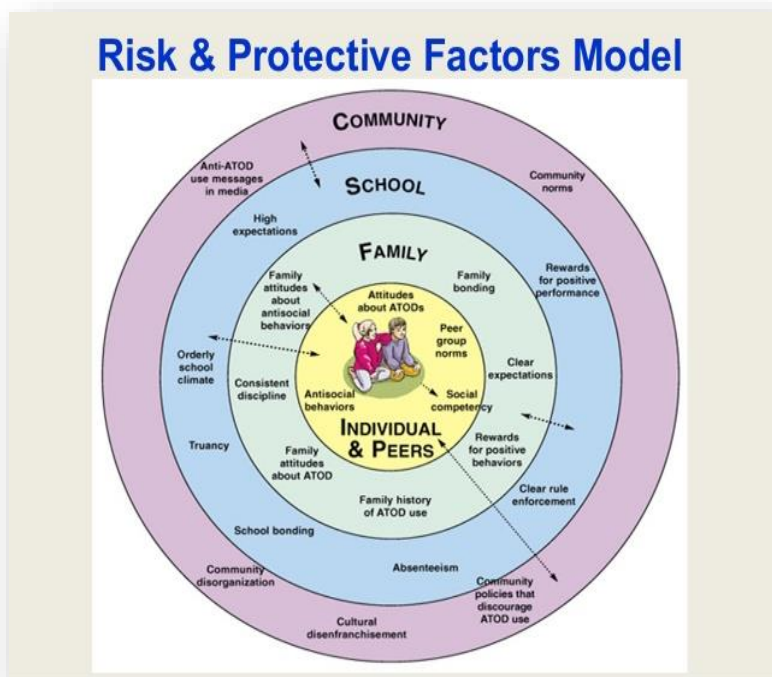 Risk & Protective Factors Model
COMMUNITY
Anti-ATOD
use messages
in media
Community
norms
SCHOOL
High
expectations
Rewards
for positive
performance
FAMILY
Family
attitudes
about
antisocial
behaviors
Family
bonding
Attitudes
about ATODs
Peer
group
norms
Orderly
school
climate
Consistent
discipline
Clear
expectations
Antisocial
behaviors
Social
competency
INDIVIDUAL
& PEERS
Truancy
Family
attitudes
about ATOD
Rewards
for positive
behaviors
Family history
of ATOD use
Clear rule
enforcement
School bonding
Absenteeism
Community
disorganization
Community
policies that
discourage
ATOD use
Cultural
disenfranchisement